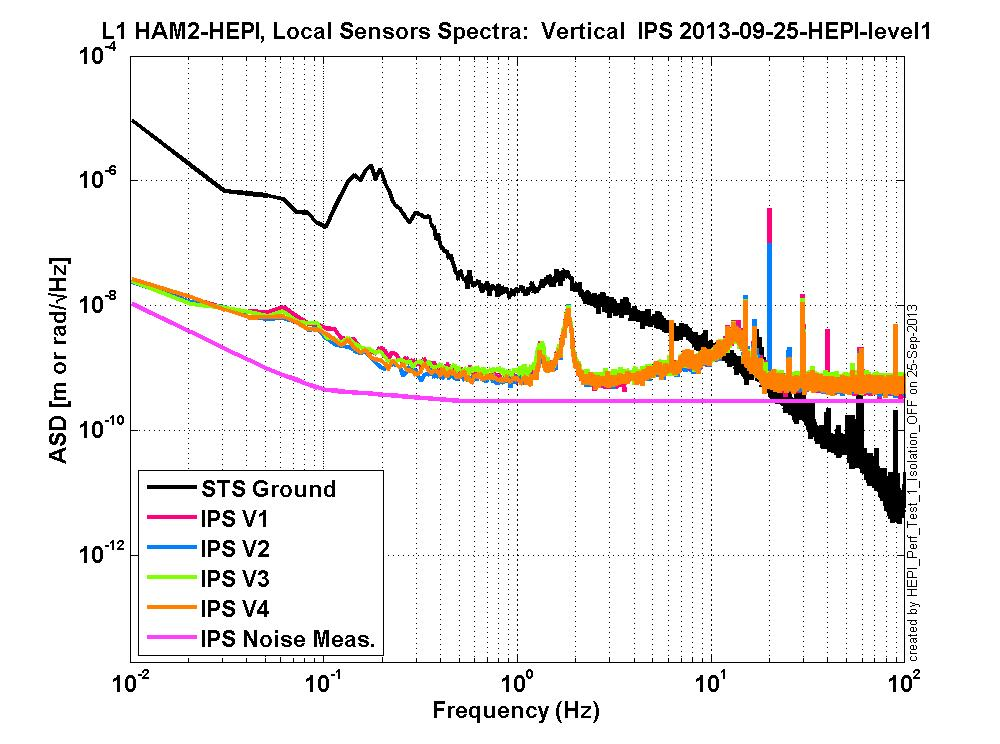 L1 HAM2-HEPI, Local Sensors Spectra:  Vertical  IPS 2013-09-25-HEPI-level1
10^-4
10^-6
10^-8
10^-10
10^-12
ASD [m or rad/√Hz]
STS Ground
IPS V1
IPS V2
IPS V3
IPS V4
IPS Noise Meas.
10^-2
10^-1
10^0
10^1
10^2
Frequency (Hz)
created by HEPI_Perf_Test_1_Isolation_OFF on 25-Sep-2013